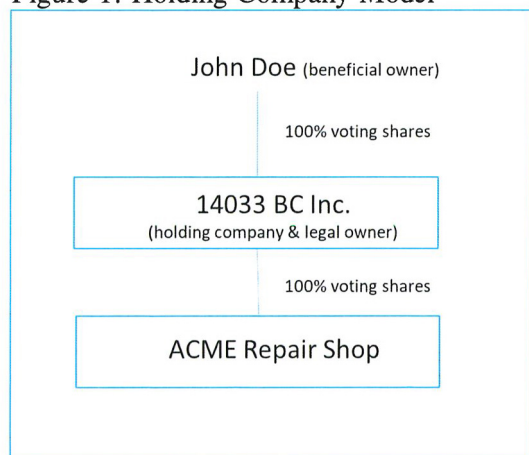 Figure 1: Holding Company Model
John Doe (beneficial owner)
100% voting shares
14033 BC Inc.
(holding company & legal owner)
100% voting shares
ACME Repair Shop